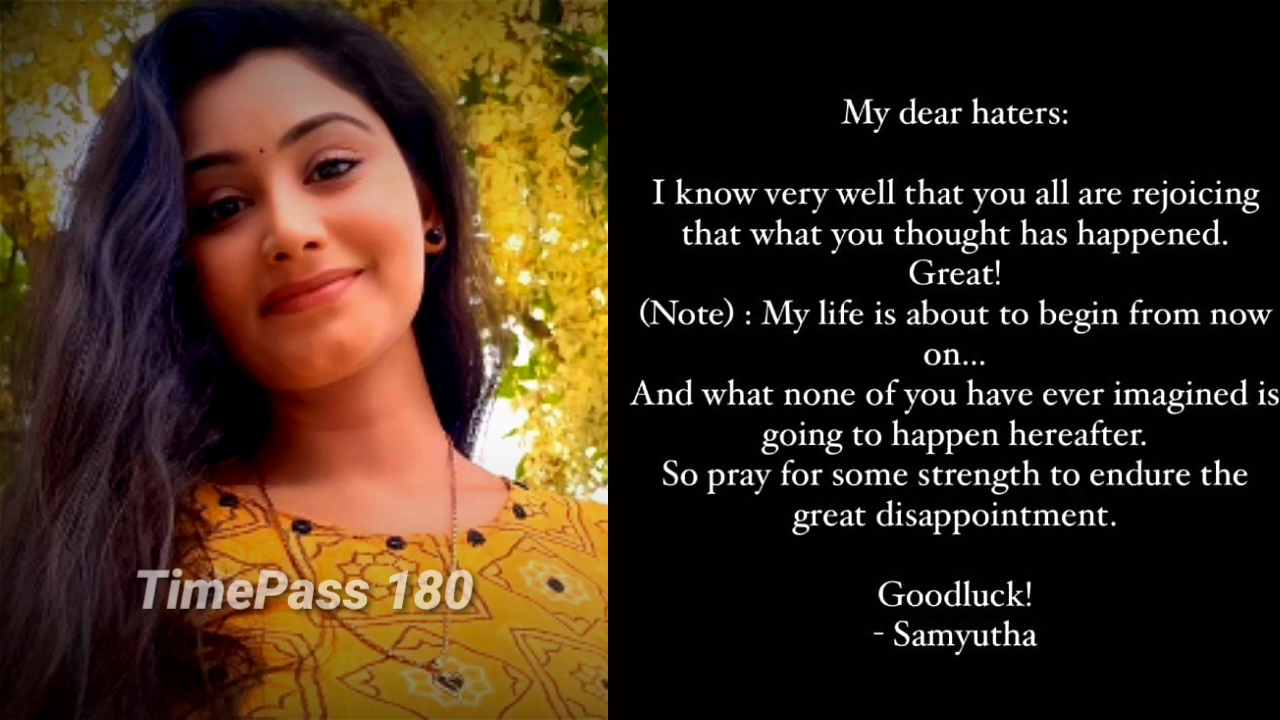 TimePass 180
My dear haters:
I know very well that you all are rejoicing
that what you thought has happened.
Great!
(Note) : My life is about to begin from now
on...
And what none of you have ever imagined is
going to happen hereafter.
So pray for some strength to endure the
great disappointment.
Goodluck!
- Samyutha